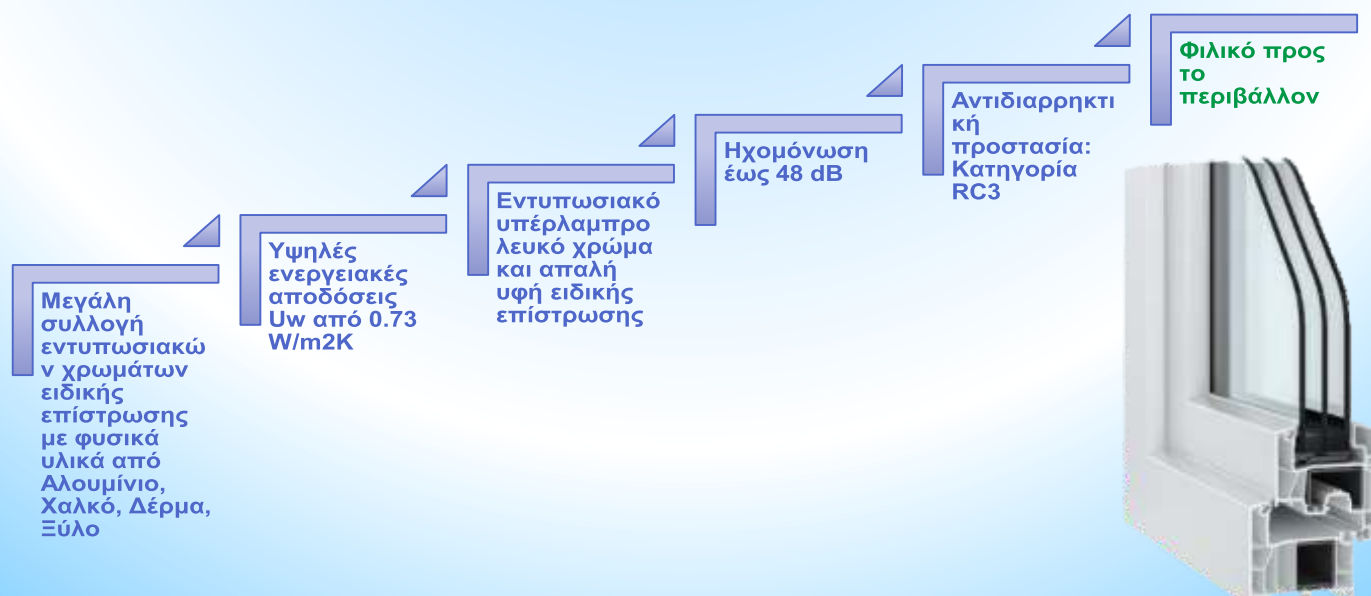 Μεγάλη
συλλογή
εντυπωσιακώ
ν χρωμάτων
ειδικής
επίστρωσης
με φυσικά
υλικά από
Αλουμίνιο,
Χαλκό, Δέρμα,
Ξύλο
Υψηλές
ενεργειακές
αποδόσεις
Uw από 0.73
W/m2K
Εντυπωσιακό
υπέρλαμπρο
λευκό χρώμα
και απαλή
υφή ειδικής
επίστρωσης
Ηχομόνωση
έως 48 dB
Αντιδιαρρηκτι
κή
προστασία:
Κατηγορία
RC3
Φιλικό προς
το
περιβάλλον